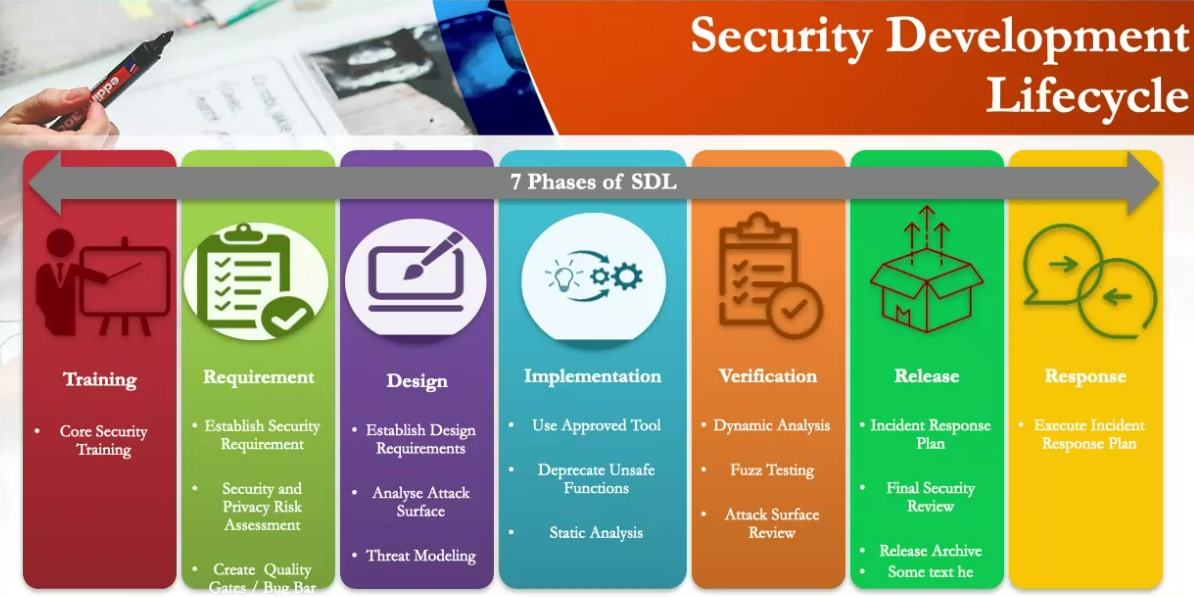 Security Development
Lifecycle
7 Phases of SDL
Training
• Core Security
Training
Requirement
• Establish Security
Requirement
• Security and
Privacy Risk
Assessment
• Create Quality
Gates / Bug Bar
Design
• Establish Design
Requirements
• Analyse Attack
Surface
• Threat Modeling
Implementation
• Use Approved Tool
• Deprecate Unsafe
Functions
• Static Analysis
Verification
• Dynamic Analysis
• Fuzz Testing
• Attack Surface
Review
Release
• Incident Response
Plan
• Final Security
Review
• Release Archive
• Some text he
Response
• Execute Incident
Response Plan
edding